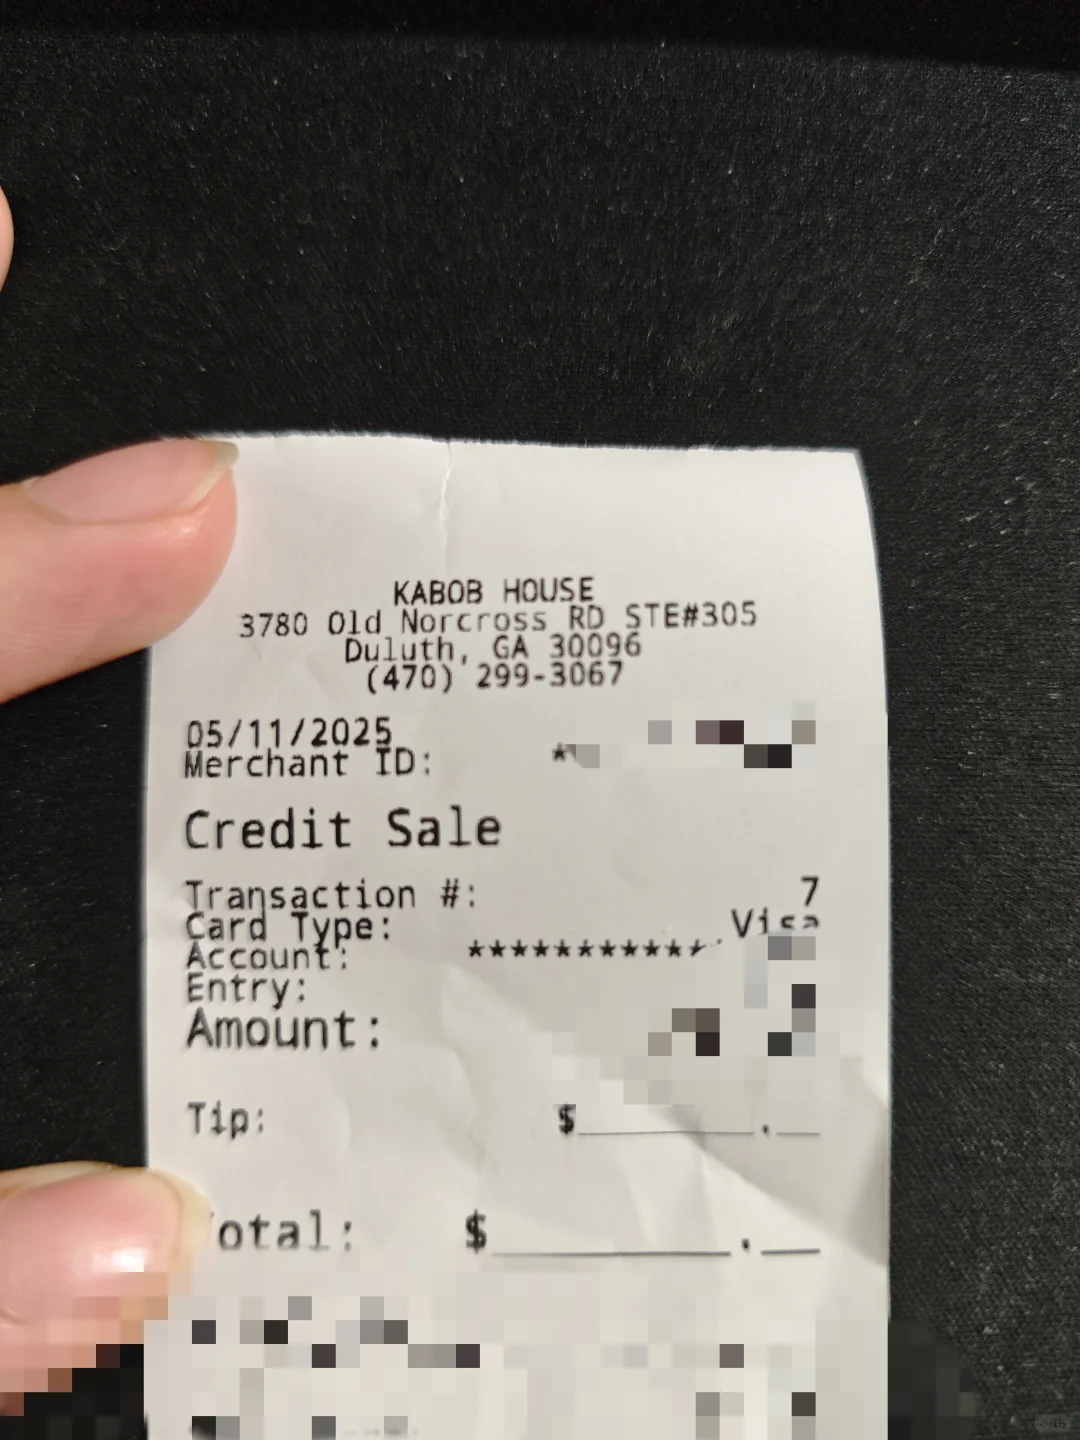 KABOB HOUSE
3780 Old Norcross RD STE#305
Duluth, GA 30096
(470) 299-3067
05/11/2025
Merchant ID: *
Credit Sale
Transaction #: 7
Card Type: Visa
Account: ************
Entry:
Amount:
Tip: $ .
otal: $ .